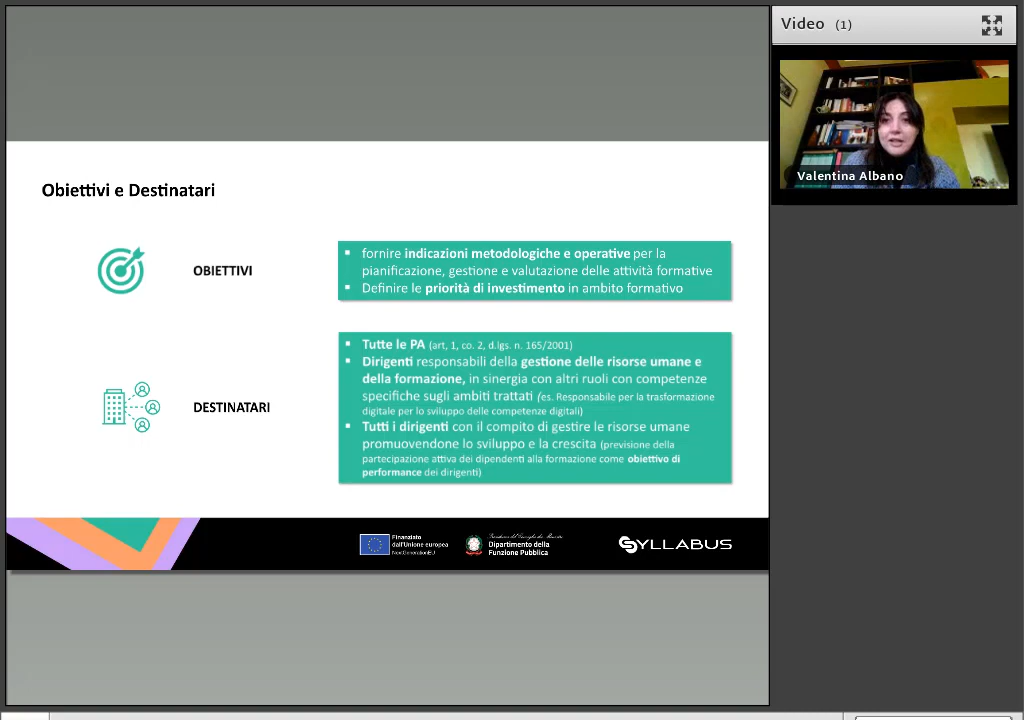 Video (1)
Valentina Albano
Obiettivi e Destinatari
OBIETTIVI
▪ fornire indicazioni metodologiche e operative per la
pianificazione, gestione e valutazione delle attività formative
▪ Definire le priorità di investimento in ambito formativo
DESTINATARI
▪ Tutte le PA (art, 1, co. 2, d.lgs. n. 165/2001)
▪ Dirigenti responsabili della gestione delle risorse umane e
della formazione, in sinergia con altri ruoli con competenze
specifiche sugli ambiti trattati (es. Responsabile per la trasformazione
digitale per lo sviluppo delle competenze digitali)
▪ Tutti i dirigenti con il compito di gestire le risorse umane
promuovendone lo sviluppo e la crescita (previsione della
partecipazione attiva dei dipendenti alla formazione come obiettivo di
performance dei dirigenti)
Finanziato
dall'Unione europea
NextGenerationEU
Presidenza del Consiglio dei Ministri
Dipartimento della
Funzione Pubblica
SYLLABUS